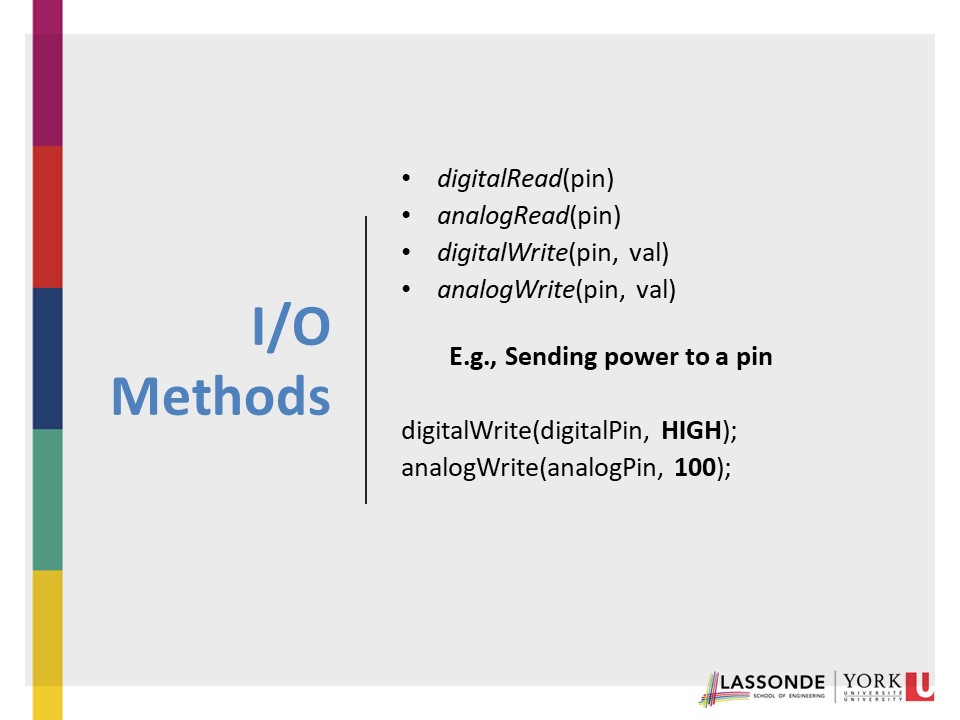 I/O
Methods
• digitalRead(pin)
• analogRead(pin)
• digitalWrite(pin, val)
• analogWrite(pin, val)
E.g., Sending power to a pin
digitalWrite(digitalPin, HIGH);
analogWrite(analogPin, 100);
LASSONDE
SCHOOL OF ENGINEERING
YORK U
UNIVERSITÉ
UNIVERSITY